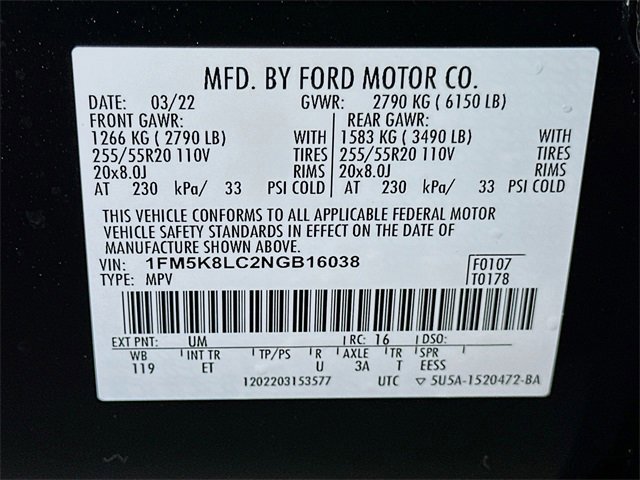 MFD. BY FORD MOTOR CO.
DATE: 03/22 GVWR: 2790 KG ( 6150 LB)
FRONT GAWR: REAR GAWR:
1266 KG ( 2790 LB) WITH 1583 KG ( 3490 LB) WITH
255/55R20 110V TIRES 255/55R20 110V TIRES
20x8.0J RIMS 20x8.0J RIMS
AT 230 kPa/ 33 PSI COLD AT 230 kPa/ 33 PSI COLD
THIS VEHICLE CONFORMS TO ALL APPLICABLE FEDERAL MOTOR
VEHICLE SAFETY STANDARDS IN EFFECT ON THE DATE OF
MANUFACTURE SHOWN ABOVE.
VIN: 1FM5K8LC2NGB16038 F0107
TYPE: MPV T0178
EXT PNT: UM RC: 16 DSO:
WB INT TR TP/PS R AXLE TR SPR
119 ET U 3A T EESS
1202203153577 UTC ▽ 5U5A-1520472-BA